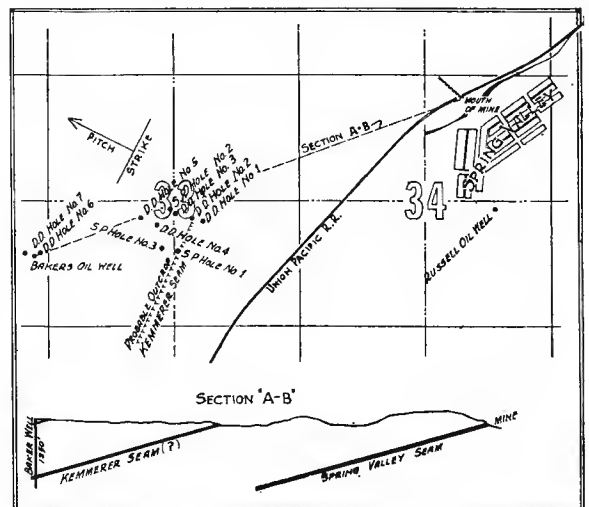 MOUTH
OF MINE
SPRING VALLEY
PITCH
STRIKE
SECTION A-B
D.D. HOLE No. 5
S.P. HOLE No. 2
D.D. HOLE No. 3
D.D. HOLE No. 2
D.D. HOLE No. 1
33
34
D.D. HOLE No. 7
D.D. HOLE No. 6
BAKERS OIL WELL
S P HOLE No. 3
D.D. HOLE No. 4
S P HOLE No 1
PROBABLE OUTCROP
KEMMERER SEAM
UNION PACIFIC R.R.
RUSSELL OIL WELL
SECTION "A-B"
BAKER WELL
MINE
KEMMERER SEAM (?)
SPRING VALLEY SEAM